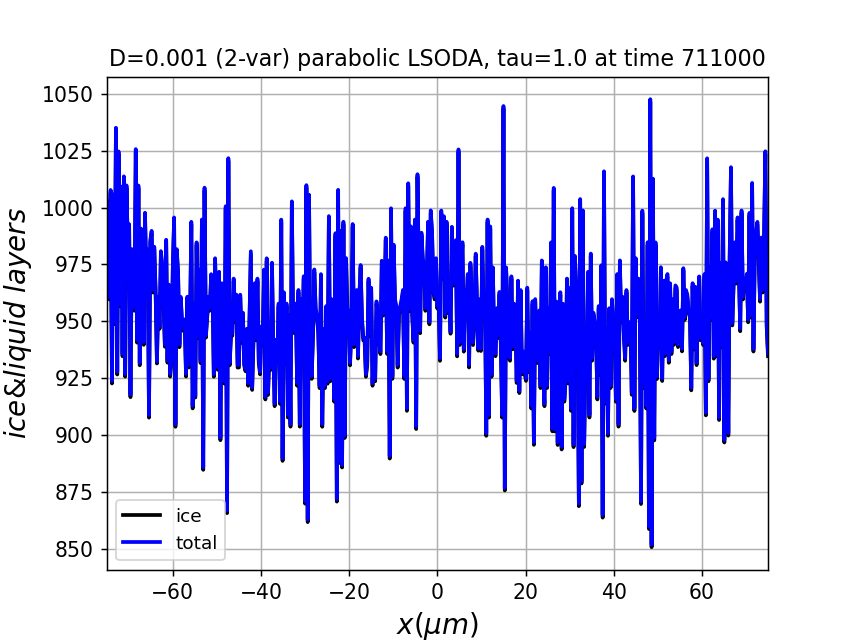 D=0.001 (2-var) parabolic LSODA, tau=1.0 at time 711000
1050
1025
1000
975
950
925
900
875
850
ice&liquid layers
ice
total
−60 −40 −20 0 20 40 60
x(μm)